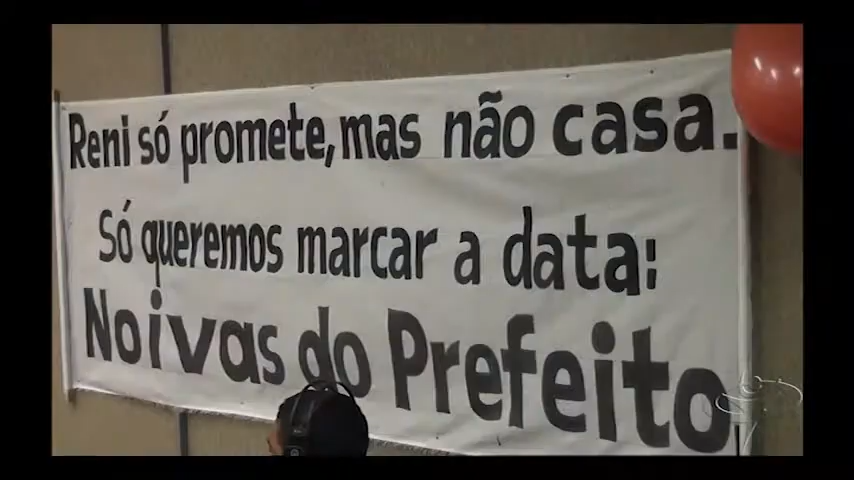 Reni só promete, mas não casa.
Só queremos marcar a data:
Noivas do Prefeito